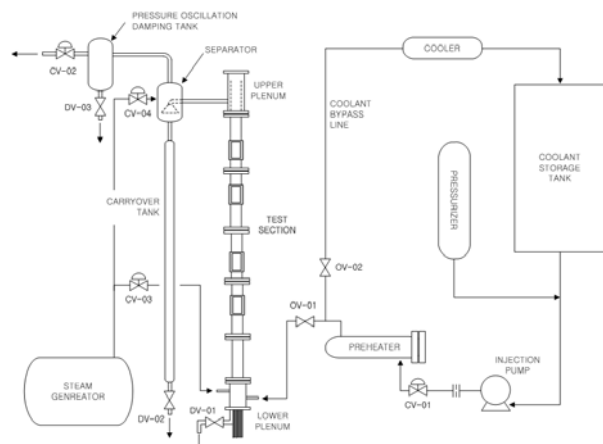 PRESSURE OSCILLATION
DAMPING TANK
SEPARATOR
CV-02
DV-03
CV-04
UPPER
PLENUM
COOLER
COOLANT
BYPASS
LINE
COOLANT
STORAGE
TANK
PRESSURIZER
CARRYOVER
TANK
TEST
SECTION
OV-02
CV-03
OV-01
PREHEATER
INJECTION
PUMP
CV-01
STEAM
GENREATOR
DV-02
DV-01
LOWER
PLENUM